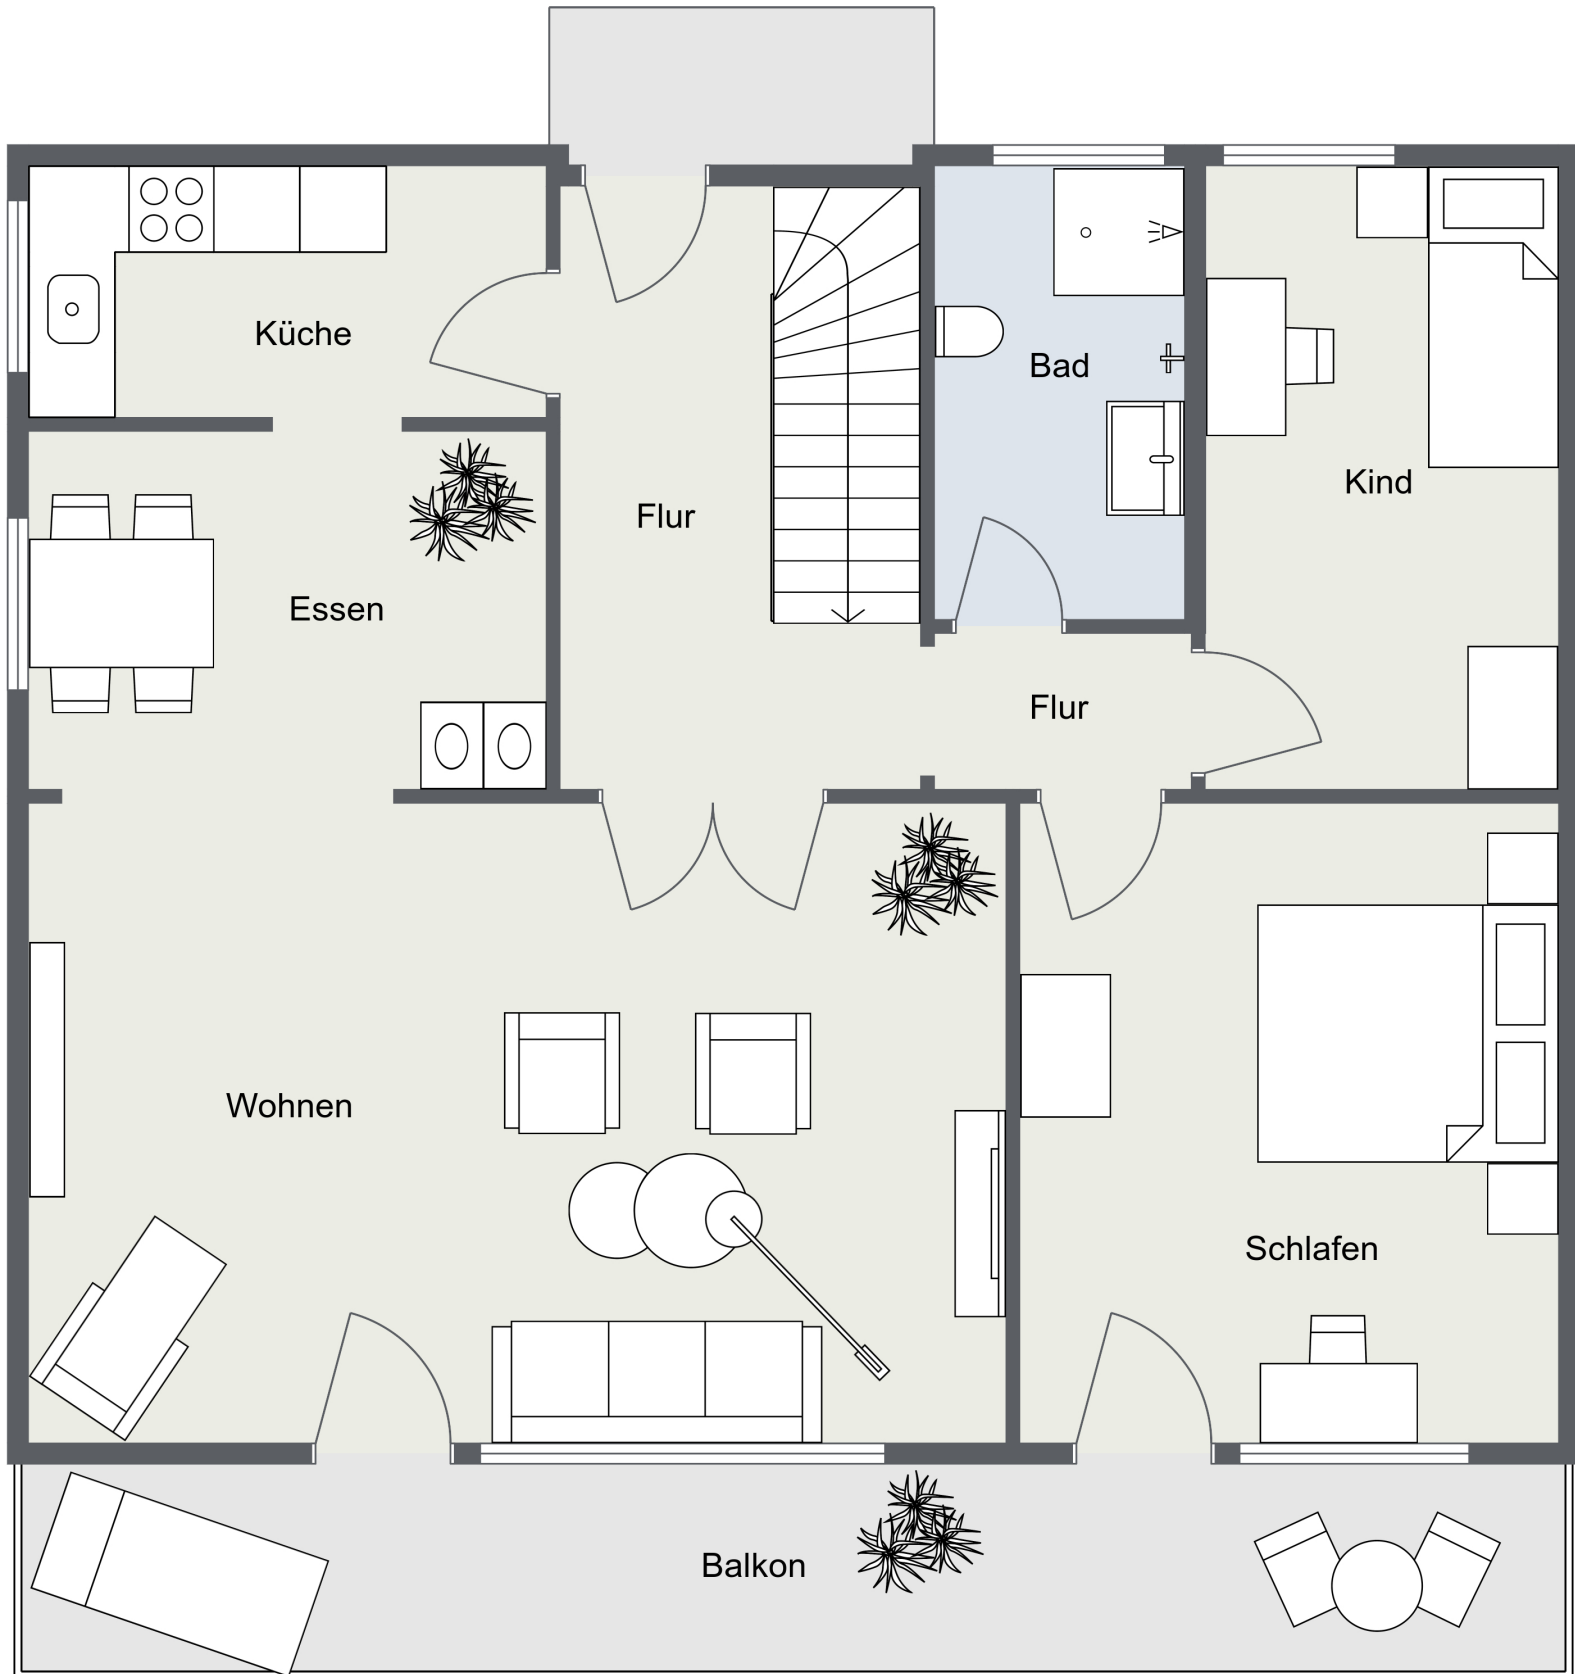 Küche
Bad
Kind
Flur
Essen
Flur
Wohnen
Schlafen
Balkon